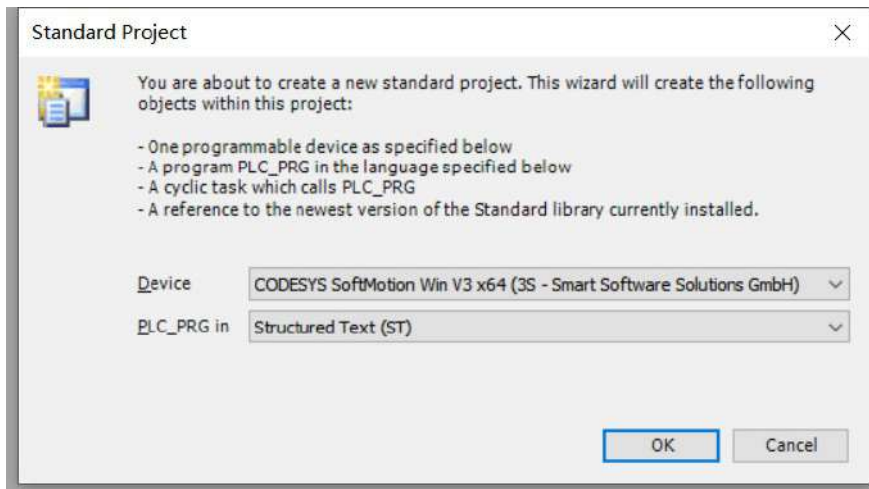 Standard Project
You are about to create a new standard project. This wizard will create the following
objects within this project:
- One programmable device as specified below
- A program PLC_PRG in the language specified below
- A cyclic task which calls PLC_PRG
- A reference to the newest version of the Standard library currently installed.
Device CODESYS SoftMotion Win V3 x64 (3S - Smart Software Solutions GmbH)
PLC_PRG in Structured Text (ST)
OK Cancel